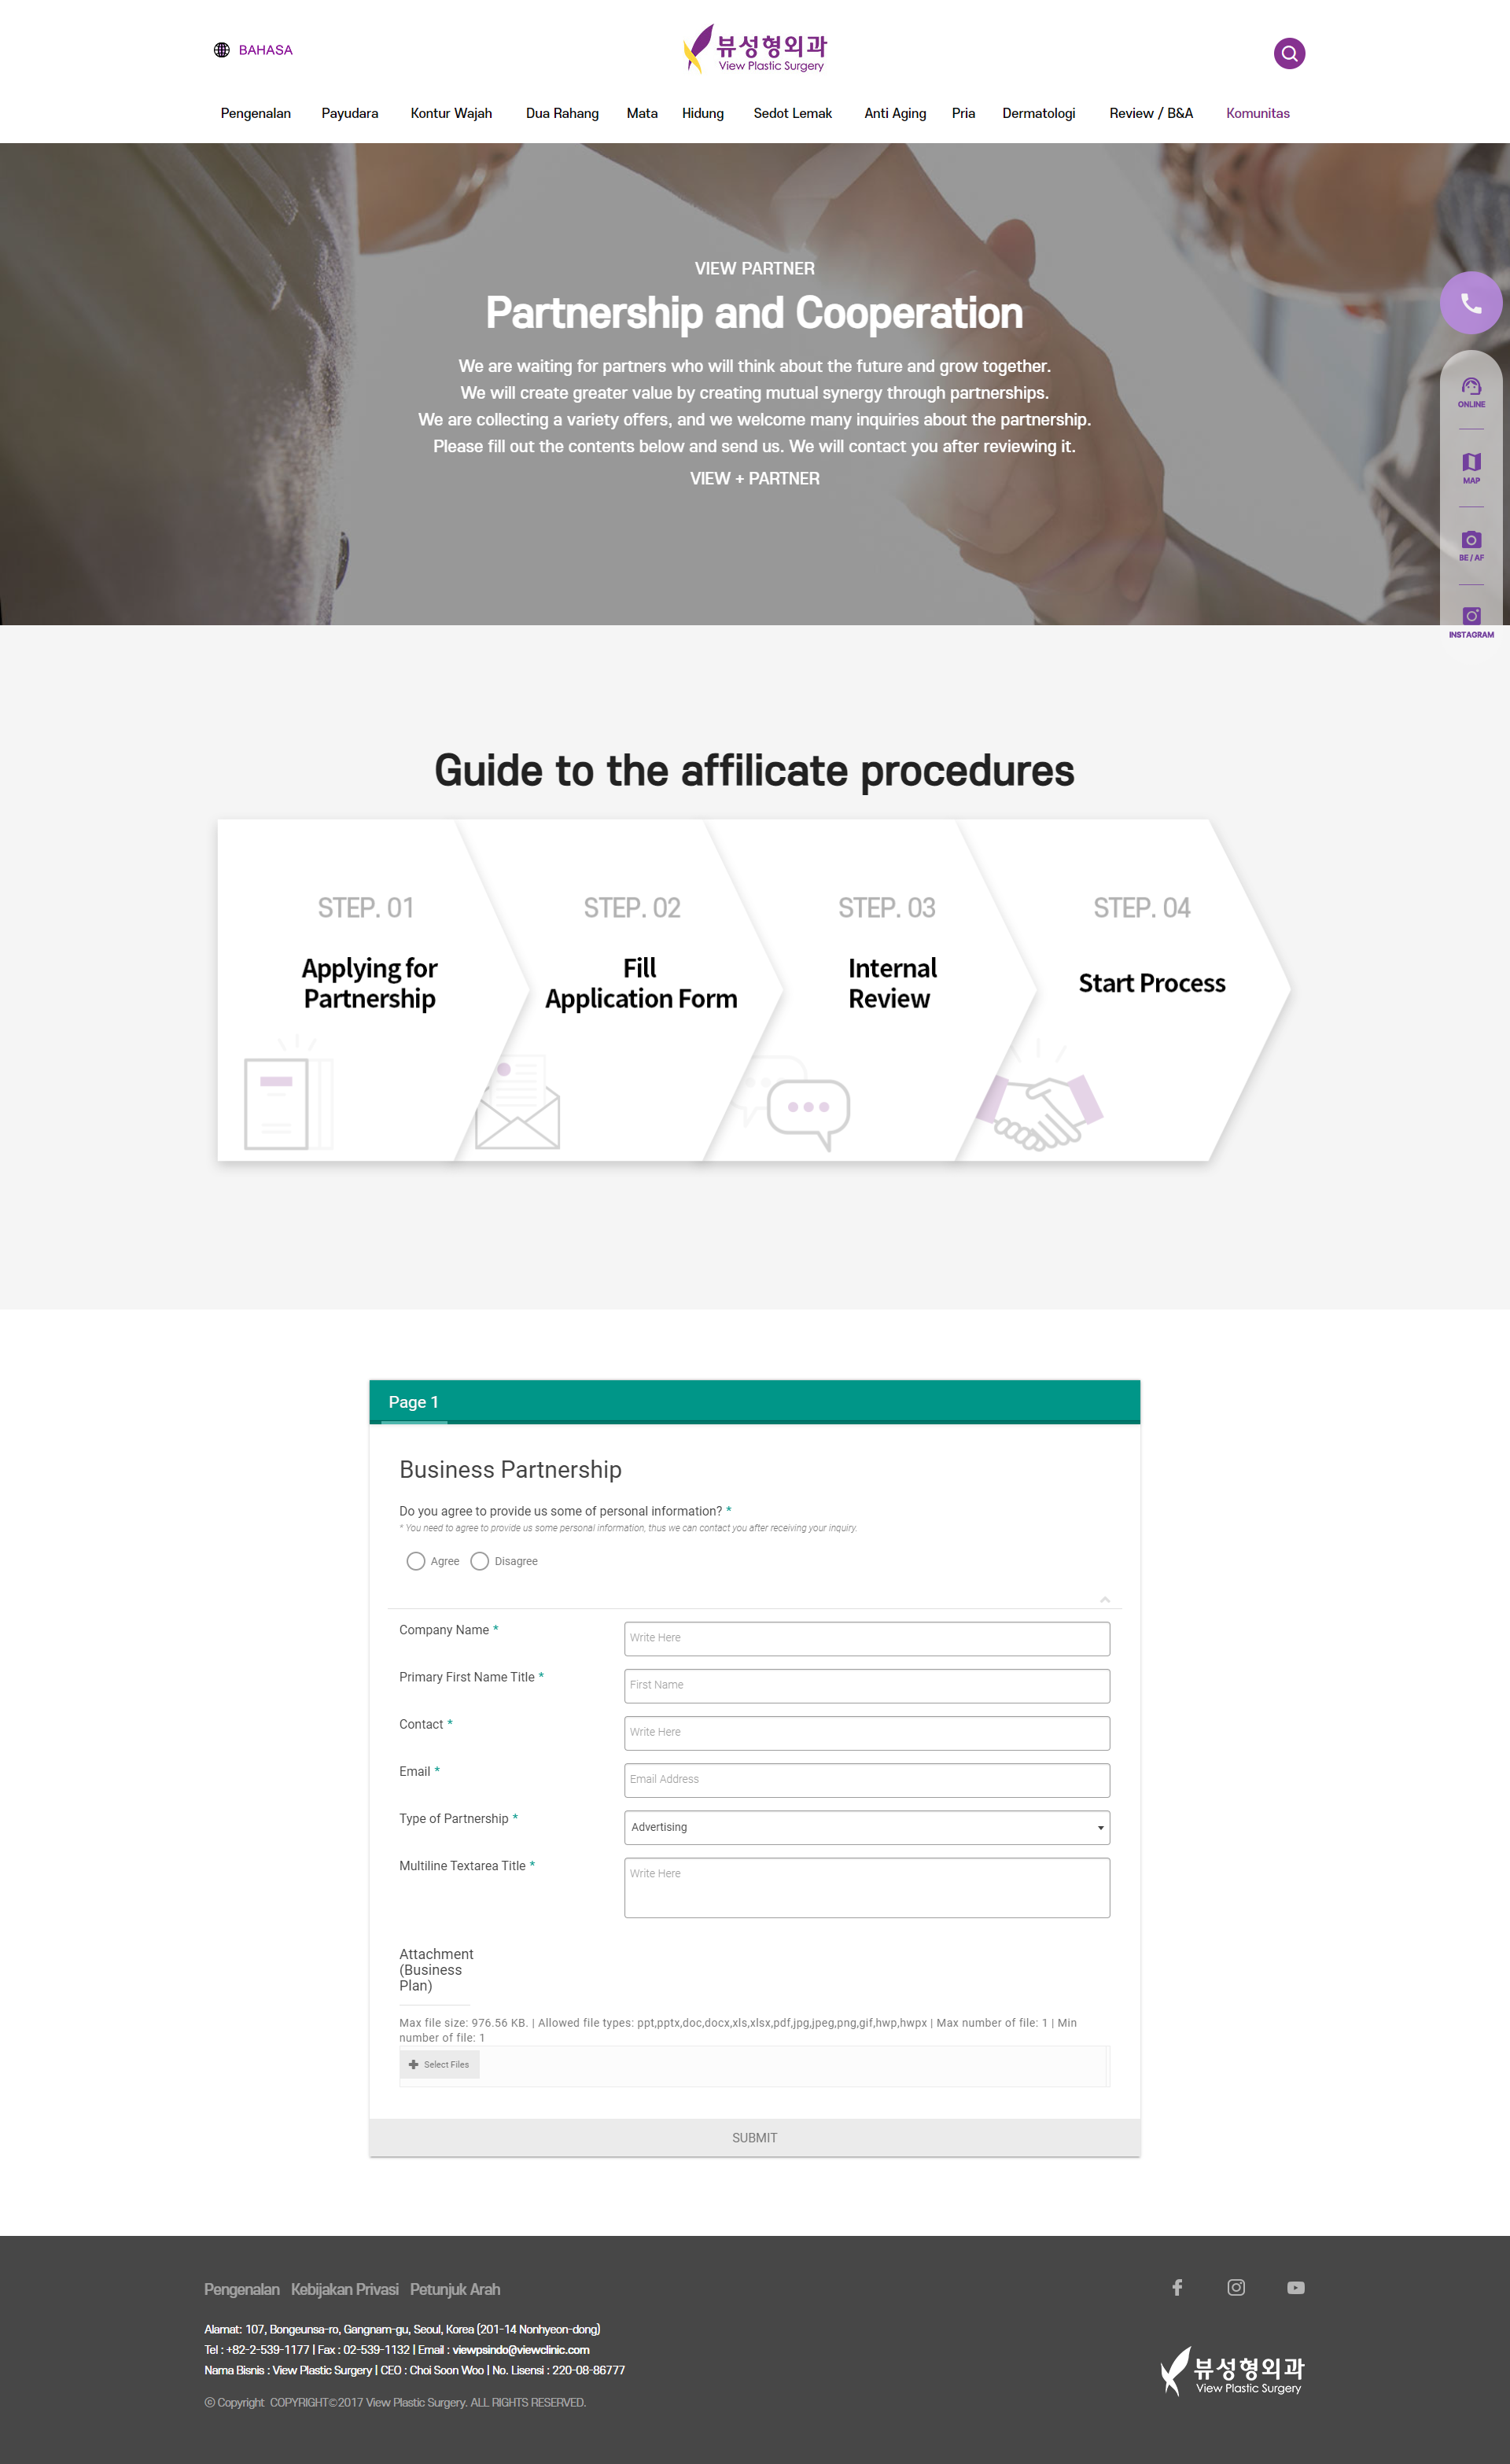 BAHASA
뷰성형외과
View Plastic Surgery
Pengenalan Payudara Kontur Wajah Dua Rahang Mata Hidung Sedot Lemak Anti Aging Pria Dermatologi Review / B&A Komunitas
VIEW PARTNER
Partnership and Cooperation
We are waiting for partners who will think about the future and grow together.
We will create greater value by creating mutual synergy through partnerships.
We are collecting a variety offers, and we welcome many inquiries about the partnership.
Please fill out the contents below and send us. We will contact you after reviewing it.
VIEW + PARTNER
ONLINE
MAP
BE / AF
INSTAGRAM
Guide to the affilicate procedures
STEP. 01
Applying for
Partnership
STEP. 02
Fill
Application Form
STEP. 03
Internal
Review
STEP. 04
Start Process
Page 1
Business Partnership
Do you agree to provide us some of personal information? *
* You need to agree to provide us some personal information, thus we can contact you after receiving your inquiry.
Agree Disagree
Company Name *
Write Here
Primary First Name Title *
First Name
Contact *
Write Here
Email *
Email Address
Type of Partnership *
Advertising
Multiline Textarea Title *
Write Here
Attachment
(Business
Plan)
Max file size: 976.56 KB. | Allowed file types: ppt,pptx,doc,docx,xls,xlsx,pdf,jpg,jpeg,png,gif,hwp,hwpx | Max number of file: 1 | Min
number of file: 1
Select Files
SUBMIT
Pengenalan Kebijakan Privasi Petunjuk Arah
Alamat: 107, Bongeunsa-ro, Gangnam-gu, Seoul, Korea (201-14 Nonhyeon-dong)
Tel : +82-2-539-1177 | Fax : 02-539-1132 | Email : viewpsindo@viewclinic.com
Nama Bisnis : View Plastic Surgery | CEO : Choi Soon Woo | No. Lisensi : 220-08-86777
ⓒ Copyright COPYRIGHT©2017 View Plastic Surgery. ALL RIGHTS RESERVED.
뷰성형외과
View Plastic Surgery